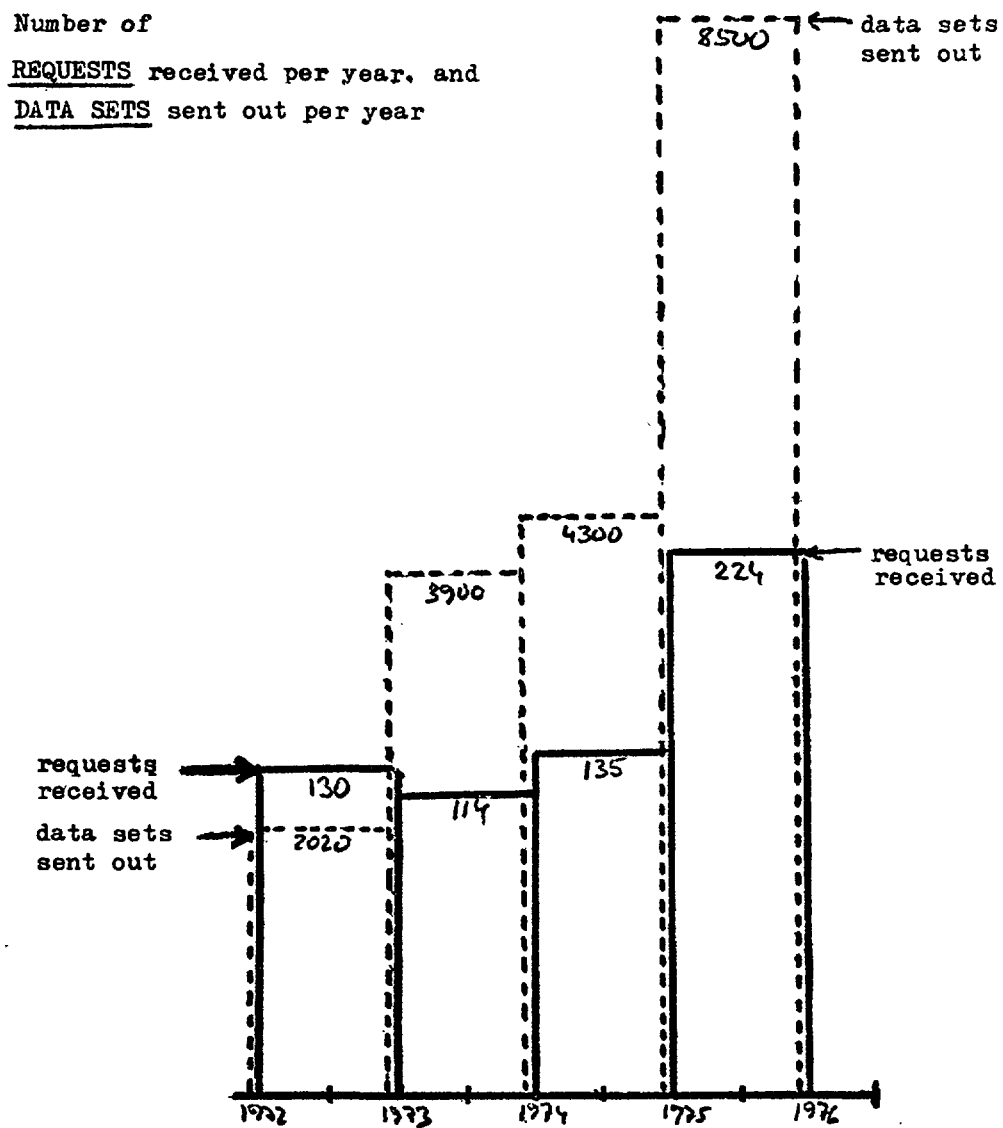 Number of
REQUESTS received per year, and
DATA SETS sent out per year
8500
data sets
sent out
4300
3900
224
requests
received
requests
received
130
114
135
data sets
sent out
2020
1972 1973 1974 1975 1976